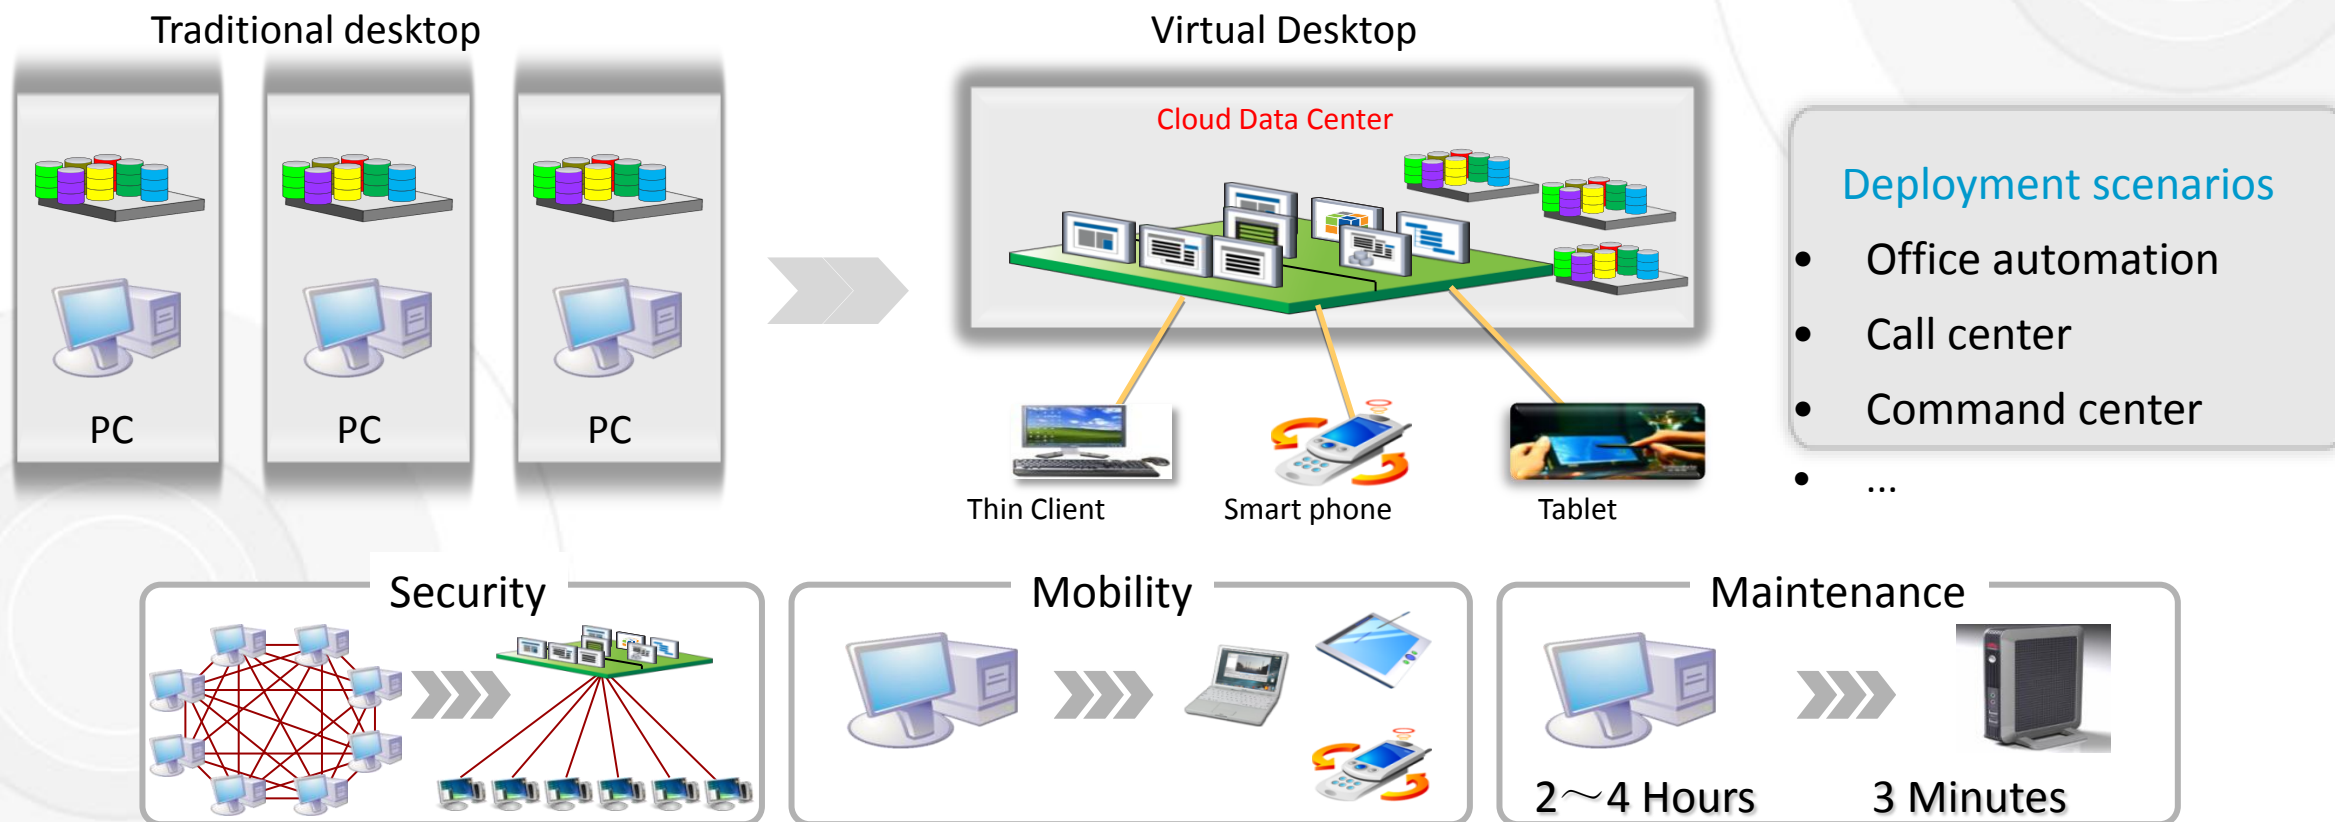 Traditional desktop
Virtual Desktop
Cloud Data Center
PC
PC
PC
Thin Client
Smart phone
Tablet
Deployment scenarios
• Office automation
• Call center
• Command center
• ...
Security
Mobility
Maintenance
2～4 Hours
3 Minutes